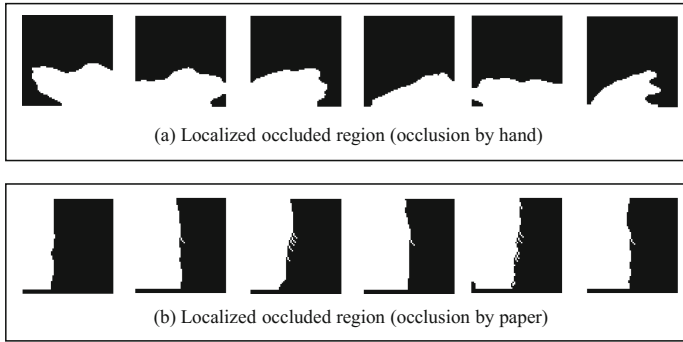 (a) Localized occluded region (occlusion by hand)
(b) Localized occluded region (occlusion by paper)